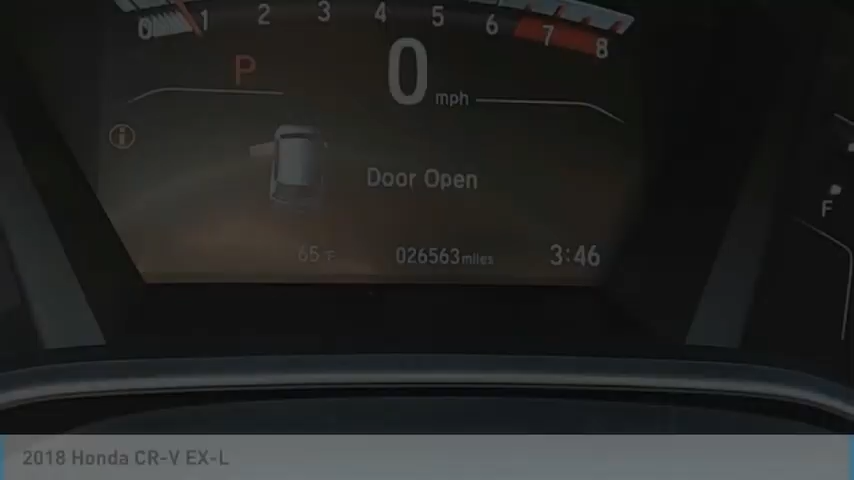 0 1 2 3 4 5 6 7 8
P 0 mph
Door Open
65°F 026563 miles 3:46
F
2018 Honda CR-V EX-L